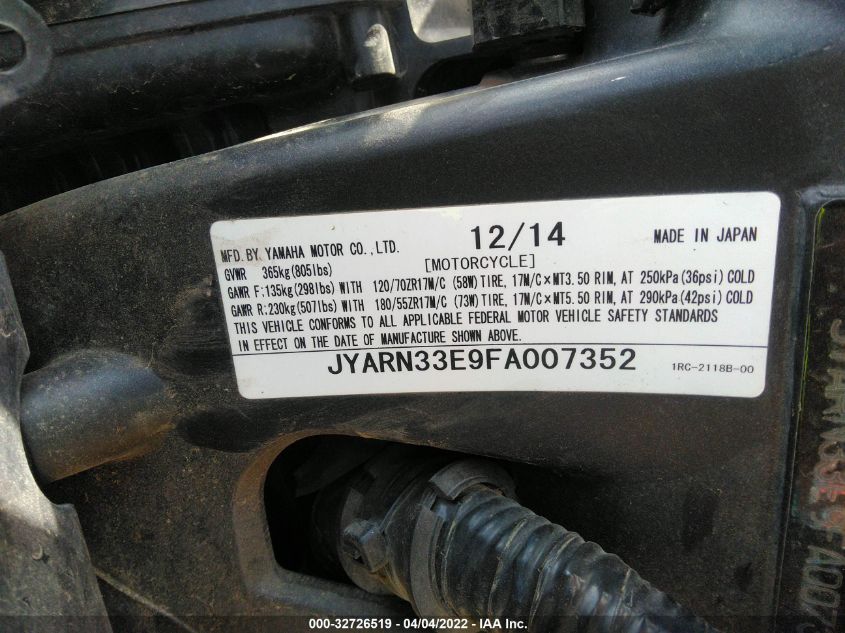 MFD. BY YAMAHA MOTOR CO.,LTD. 12/14 MADE IN JAPAN
GVWR 365kg(805lbs) [MOTORCYCLE]
GAWR F:135kg(298lbs) WITH 120/70ZR17M/C (58W) TIRE, 17M/C×MT3.50 RIM, AT 250kPa(36psi) COLD
GAWR R:230kg(507lbs) WITH 180/55ZR17M/C (73W) TIRE, 17M/C×MT5.50 RIM, AT 290kPa(42psi) COLD
THIS VEHICLE CONFORMS TO ALL APPLICABLE FEDERAL MOTOR VEHICLE SAFETY STANDARDS
IN EFFECT ON THE DATE OF MANUFACTURE SHOWN ABOVE.
JYARN33E9FA007352 1RC-2118B-00
000-32726519 - 04/04/2022 - IAA Inc.